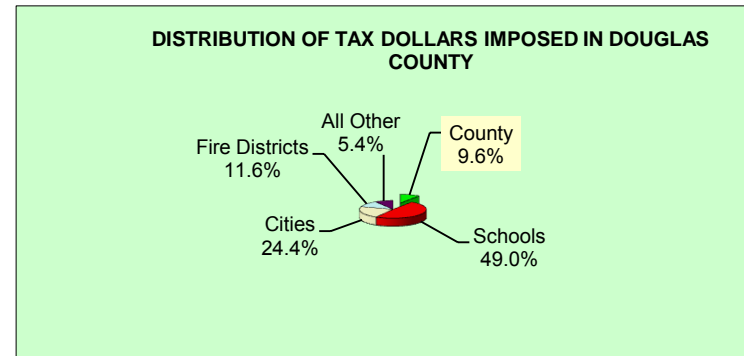 DISTRIBUTION OF TAX DOLLARS IMPOSED IN DOUGLAS
COUNTY
All Other
5.4%
County
9.6%
Fire Districts
11.6%
Cities
24.4%
Schools
49.0%